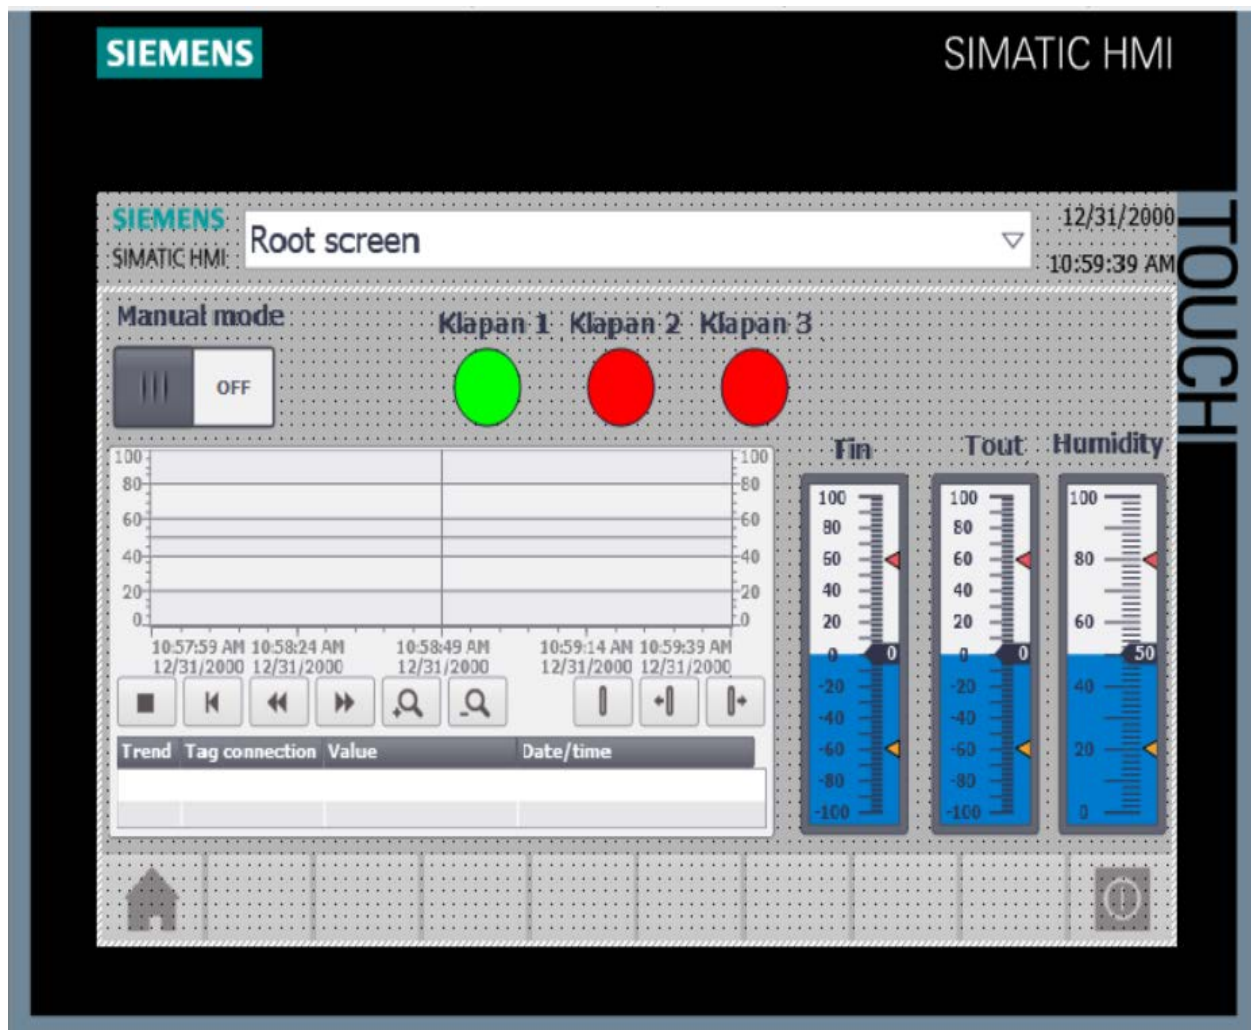 SIEMENS
SIMATIC HMI
TOUCH
SIEMENS
SIMATIC HMI
Root screen
12/31/2000
10:59:39 AM
Manual mode
OFF
Klapan 1 Klapan 2 Klapan 3
100 100
80 80
60 60
40 40
20 20
0 0
10:57:59 AM 10:58:24 AM 10:58:49 AM 10:59:14 AM 10:59:39 AM
12/31/2000 12/31/2000 12/31/2000 12/31/2000 12/31/2000
Trend Tag connection Value Date/time
Tin
100
80
60
40
20
0 0
-20
-40
-60
-80
-100
Tout
100
80
60
40
20
0 0
-20
-40
-60
-80
-100
Humidity
100
80
60
50
40
20
0